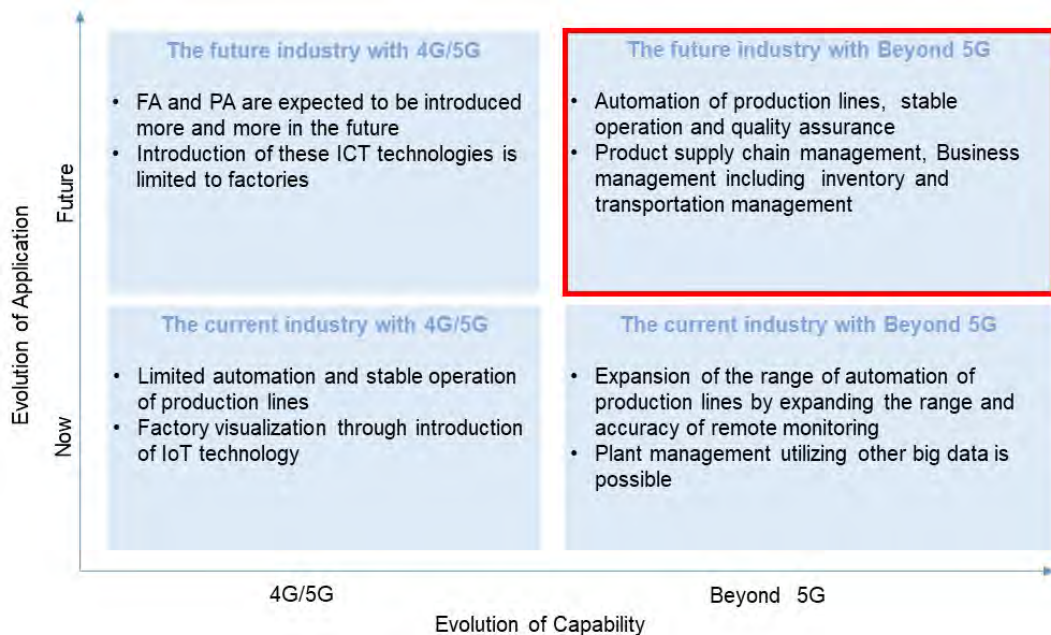 The future industry with 4G/5G
• FA and PA are expected to be introduced
more and more in the future
• Introduction of these ICT technologies is
limited to factories
The future industry with Beyond 5G
• Automation of production lines, stable
operation and quality assurance
• Product supply chain management, Business
management including inventory and
transportation management
The current industry with 4G/5G
• Limited automation and stable operation
of production lines
• Factory visualization through introduction
of IoT technology
The current industry with Beyond 5G
• Expansion of the range of automation of
production lines by expanding the range and
accuracy of remote monitoring
• Plant management utilizing other big data is
possible
Evolution of Application
Future
Now
4G/5G
Beyond 5G
Evolution of Capability